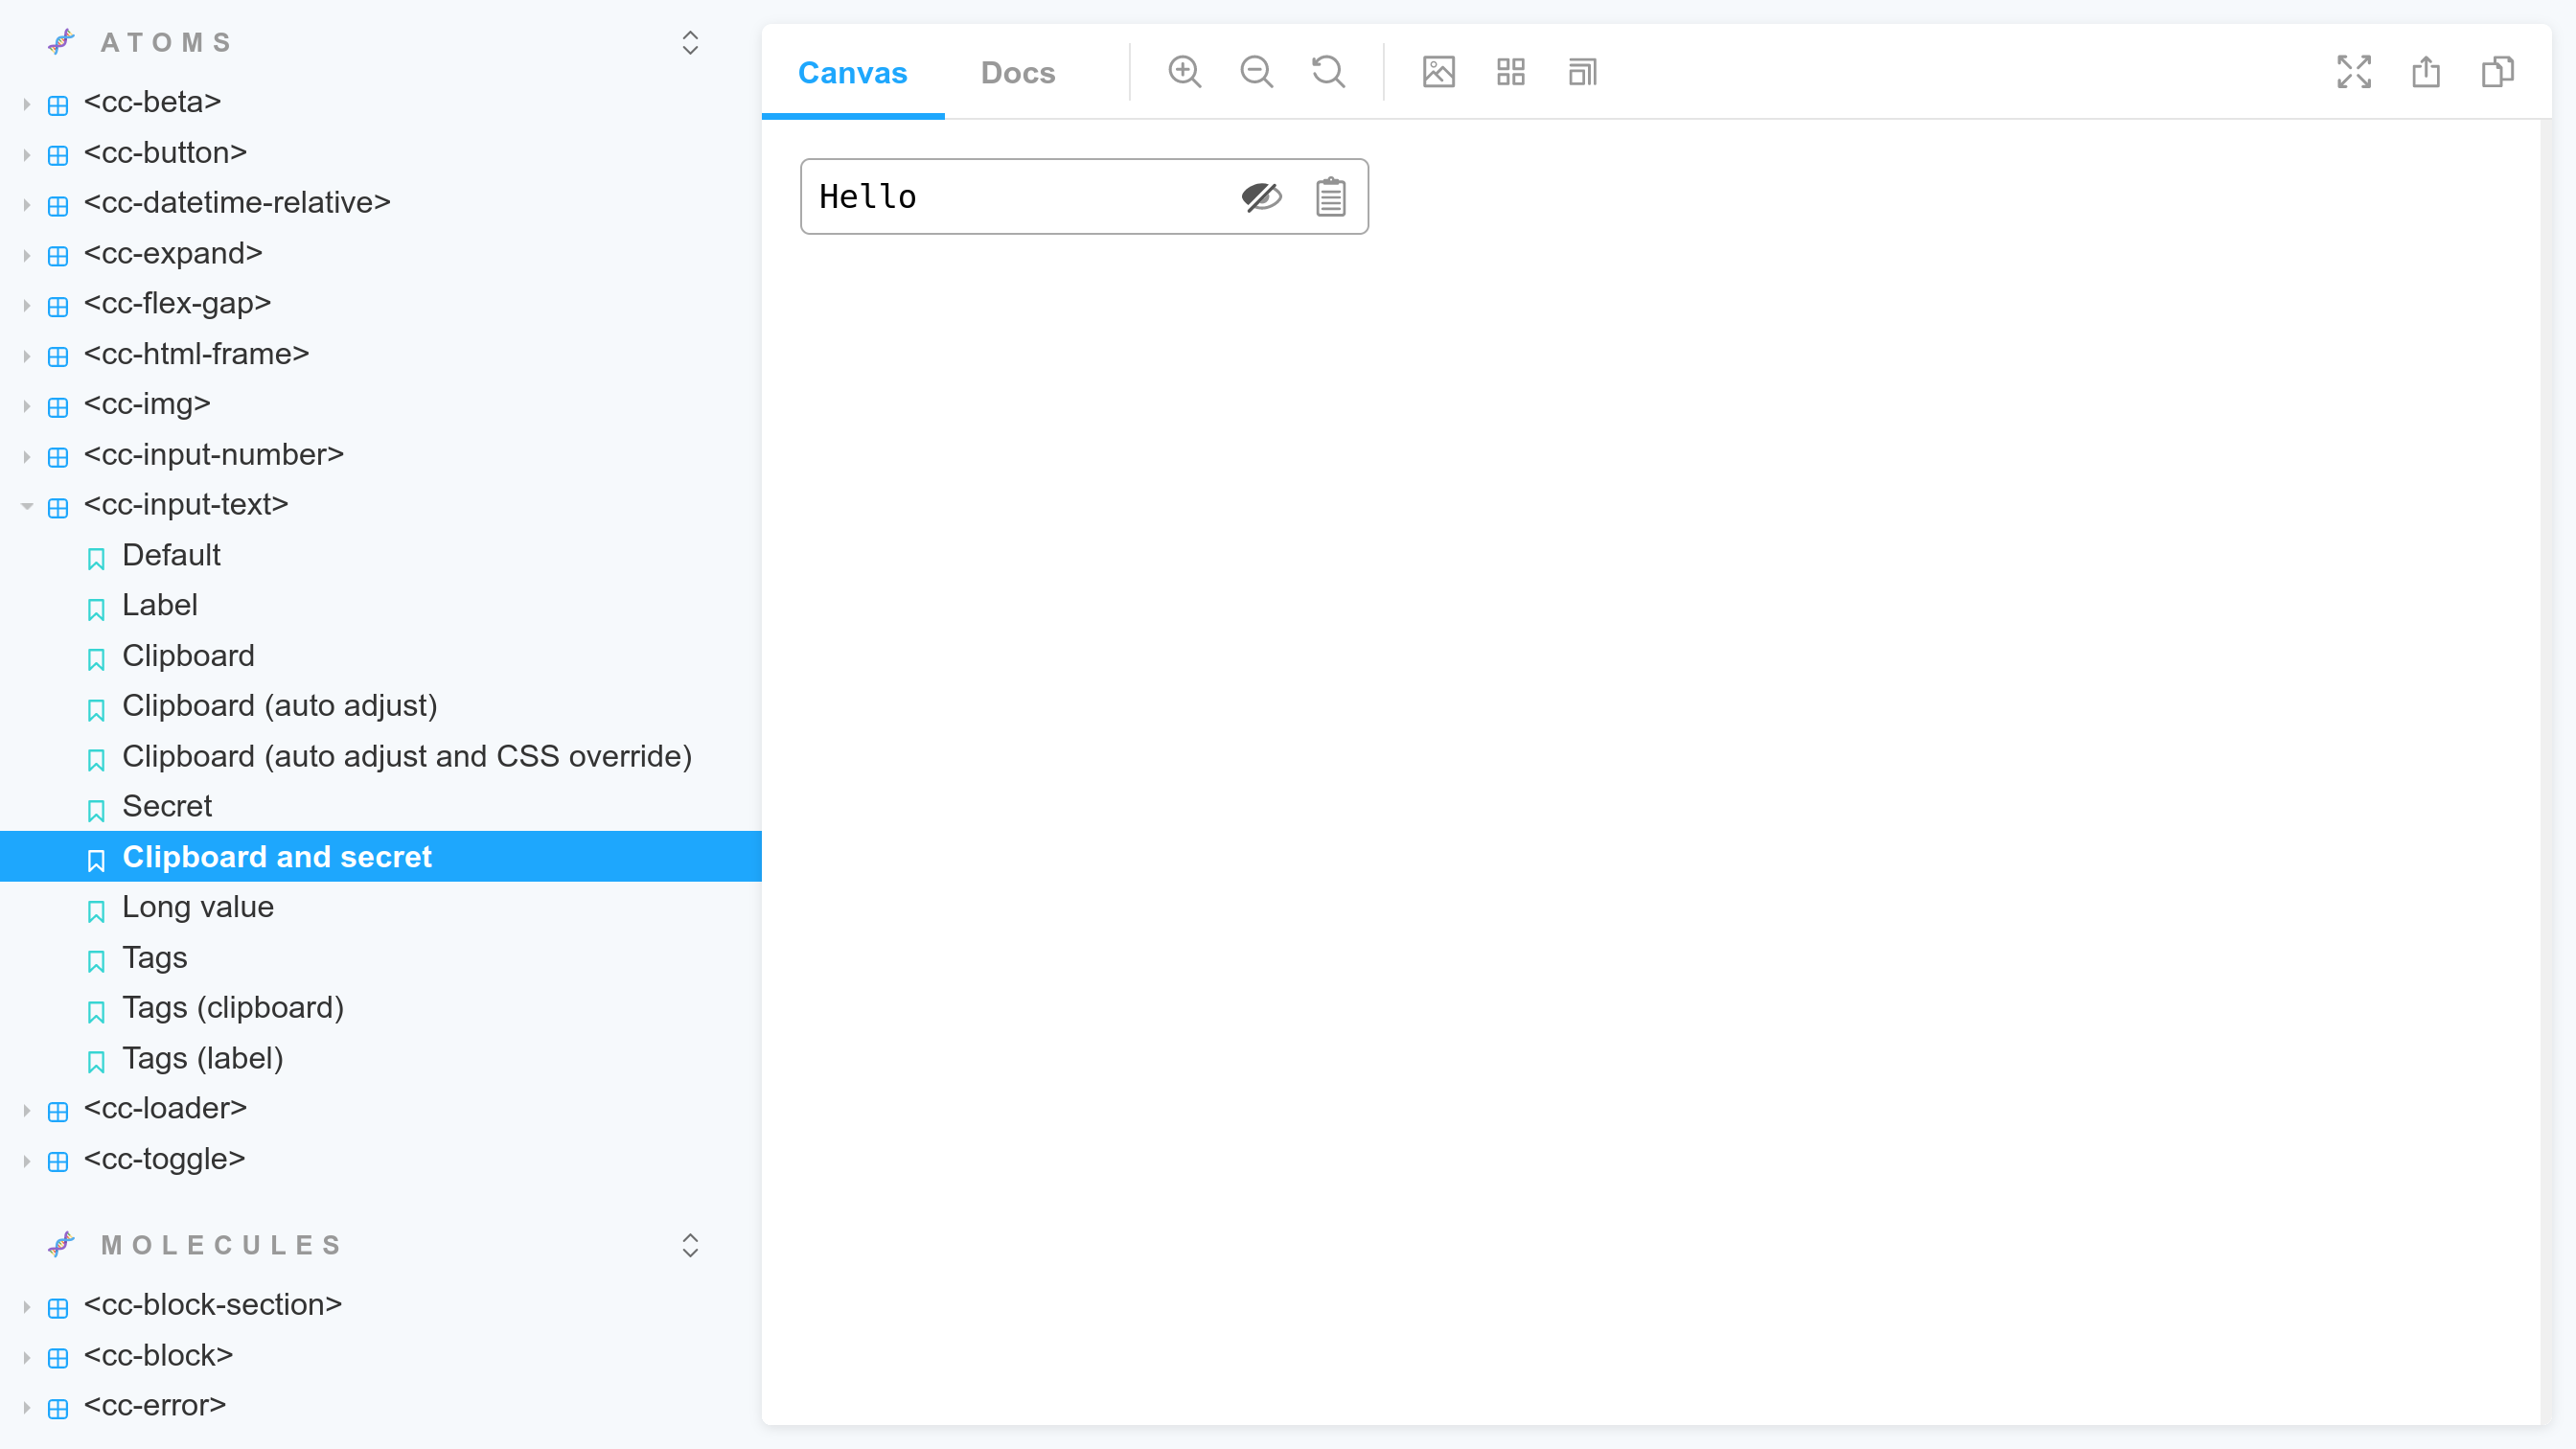 ATOMS
<cc-beta>
<cc-button>
<cc-datetime-relative>
<cc-expand>
<cc-flex-gap>
<cc-html-frame>
<cc-img>
<cc-input-number>
<cc-input-text>
Default
Label
Clipboard
Clipboard (auto adjust)
Clipboard (auto adjust and CSS override)
Secret
Clipboard and secret
Long value
Tags
Tags (clipboard)
Tags (label)
<cc-loader>
<cc-toggle>
MOLECULES
<cc-block-section>
<cc-block>
<cc-error>
Canvas Docs
Hello